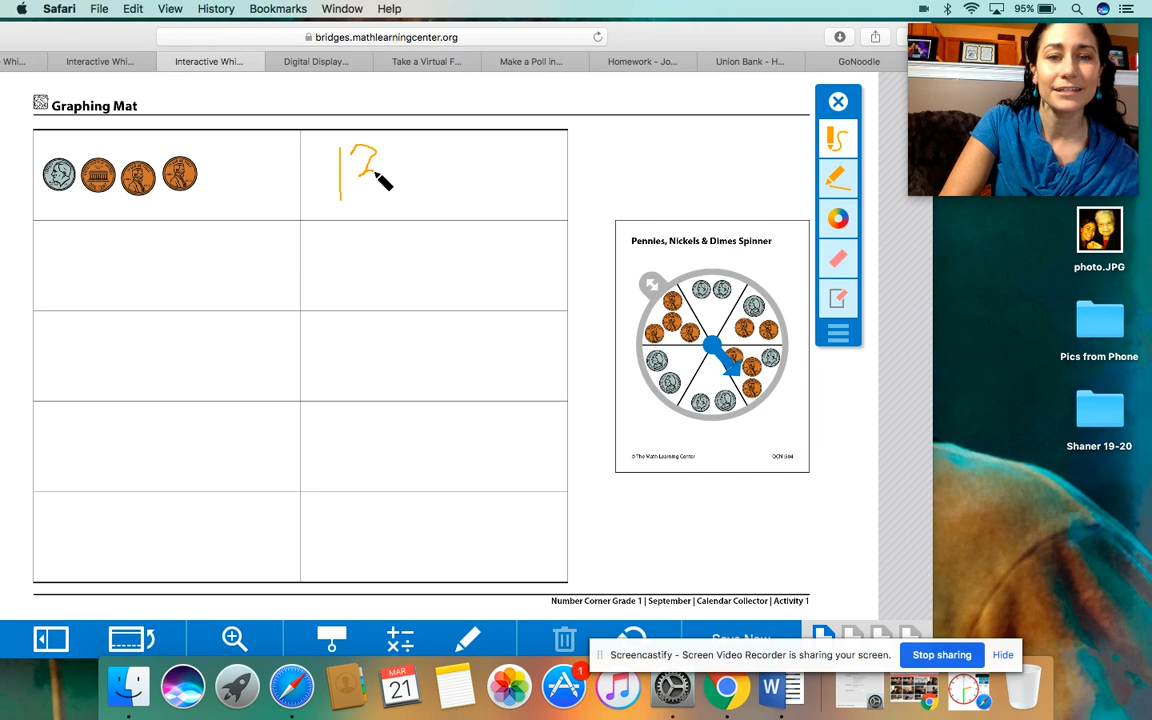 Safari File Edit View History Bookmarks Window Help
95%
bridges.mathlearningcenter.org
Whi... Interactive Whi... Interactive Whi... Digital Display... Take a Virtual F... Make a Poll in... Homework - Jo... Union Bank - H... GoNoodle
Graphing Mat
Pennies, Nickels & Dimes Spinner
© The Math Learning Center
Number Corner Grade 1 | September | Calendar Collector | Activity 1
photo.JPG
Pics from Phone
Shaner 19-20
Screencastify - Screen Video Recorder is sharing your screen. Stop sharing Hide
MAR
21
1